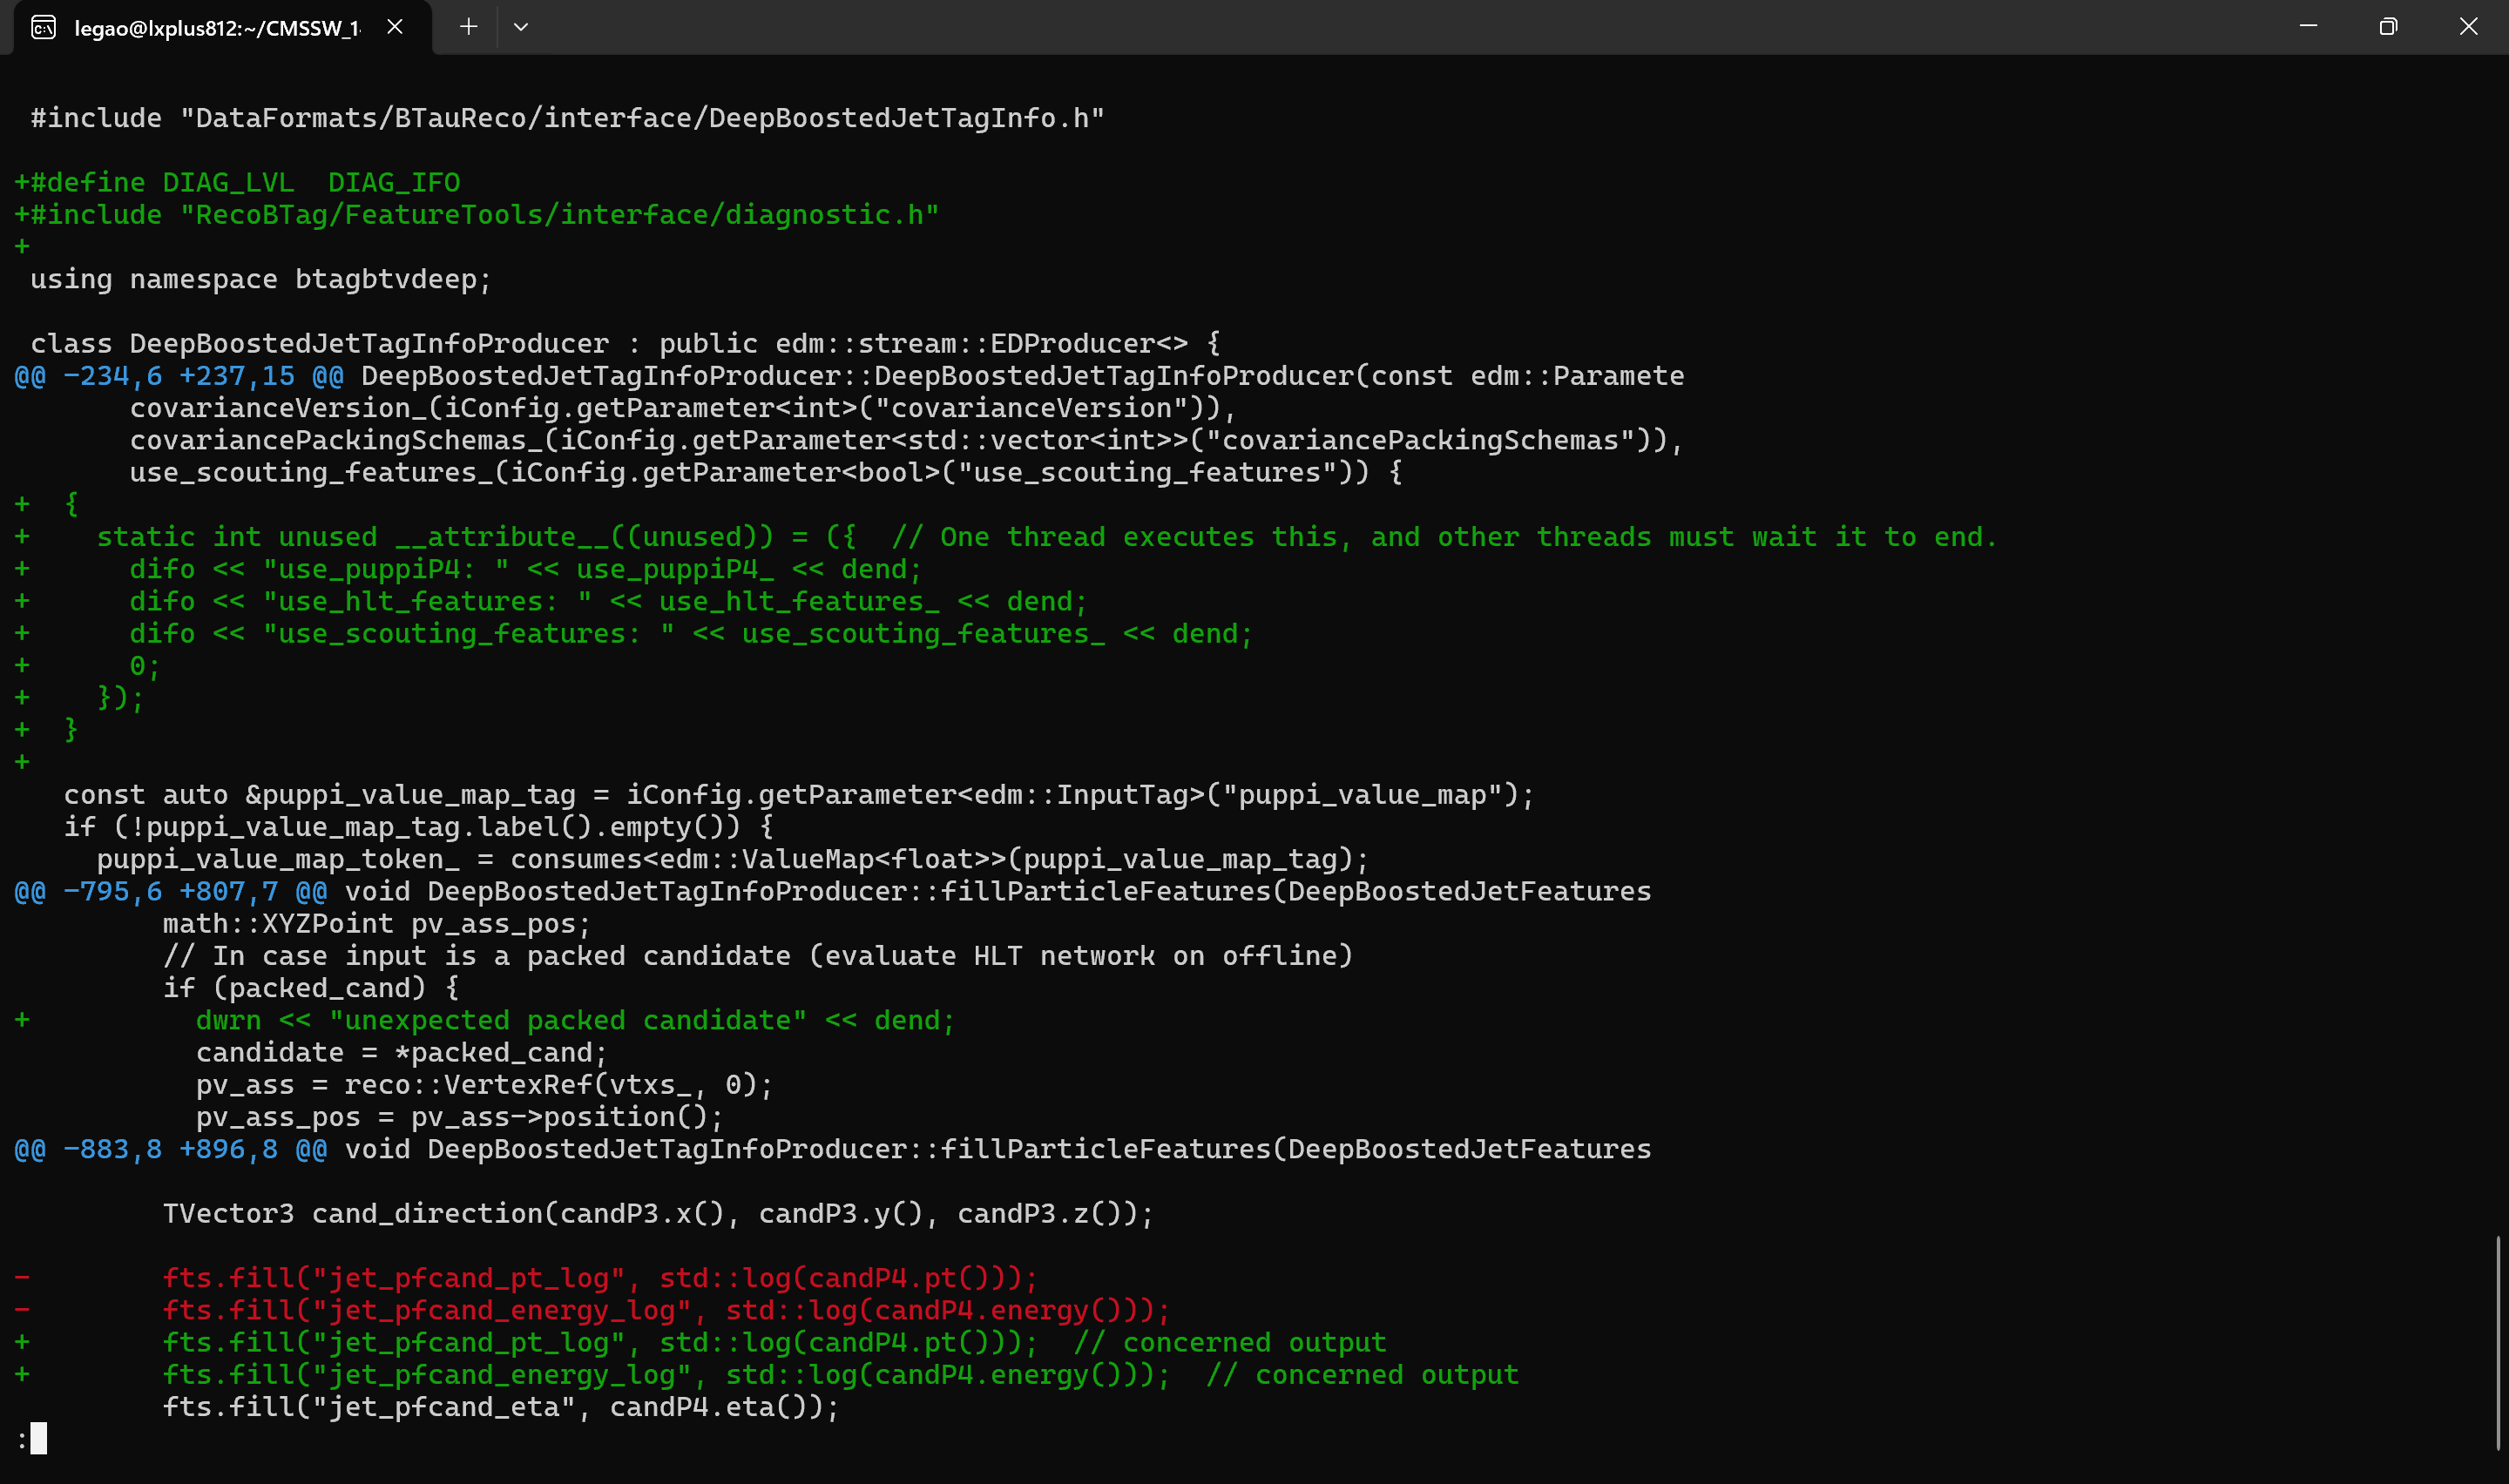 legao@lxplus812:~/CMSSW_1
#include "DataFormats/BTauReco/interface/DeepBoostedJetTagInfo.h"
+#define DIAG_LVL  DIAG_IFO
+#include "RecoBTag/FeatureTools/interface/diagnostic.h"
+
 using namespace btagbtvdeep;
 class DeepBoostedJetTagInfoProducer : public edm::stream::EDProducer<> {
@@ -234,6 +237,15 @@ DeepBoostedJetTagInfoProducer::DeepBoostedJetTagInfoProducer(const edm::Paramete
       covarianceVersion_(iConfig.getParameter<int>("covarianceVersion")),
       covariancePackingSchemas_(iConfig.getParameter<std::vector<int>>("covariancePackingSchemas")),
       use_scouting_features_(iConfig.getParameter<bool>("use_scouting_features")) {
+  {
+    static int unused __attribute__((unused)) = ({  // One thread executes this, and other threads must wait it to end.
+      difo << "use_puppiP4: " << use_puppiP4_ << dend;
+      difo << "use_hlt_features: " << use_hlt_features_ << dend;
+      difo << "use_scouting_features: " << use_scouting_features_ << dend;
+      0;
+    });
+  }
+
   const auto &puppi_value_map_tag = iConfig.getParameter<edm::InputTag>("puppi_value_map");
   if (!puppi_value_map_tag.label().empty()) {
     puppi_value_map_token_ = consumes<edm::ValueMap<float>>(puppi_value_map_tag);
@@ -795,6 +807,7 @@ void DeepBoostedJetTagInfoProducer::fillParticleFeatures(DeepBoostedJetFeatures
         math::XYZPoint pv_ass_pos;
         // In case input is a packed candidate (evaluate HLT network on offline)
         if (packed_cand) {
+          dwrn << "unexpected packed candidate" << dend;
           candidate = *packed_cand;
           pv_ass = reco::VertexRef(vtxs_, 0);
           pv_ass_pos = pv_ass->position();
@@ -883,8 +896,8 @@ void DeepBoostedJetTagInfoProducer::fillParticleFeatures(DeepBoostedJetFeatures
         TVector3 cand_direction(candP3.x(), candP3.y(), candP3.z());
-        fts.fill("jet_pfcand_pt_log", std::log(candP4.pt()));
-        fts.fill("jet_pfcand_energy_log", std::log(candP4.energy()));
+        fts.fill("jet_pfcand_pt_log", std::log(candP4.pt()));  // concerned output
+        fts.fill("jet_pfcand_energy_log", std::log(candP4.energy()));  // concerned output
         fts.fill("jet_pfcand_eta", candP4.eta());
: